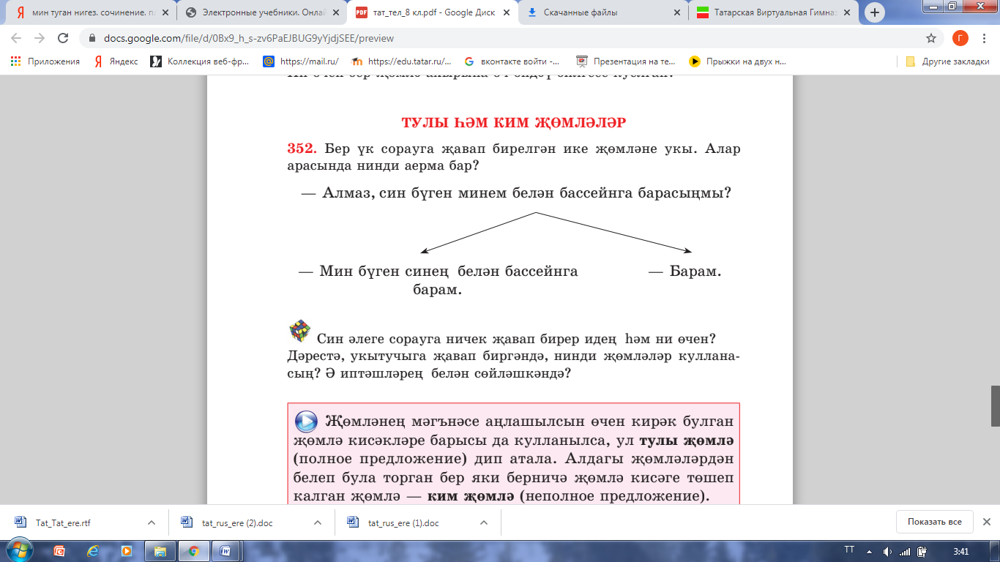 мин туган нигез. сочинение. пл
Электронные учебники. Онла
тат_тел_8 кл.pdf - Google Диск
Скачанные файлы
Татарская Виртуальная Гимназ
docs.google.com/file/d/0Bx9_h_s-zv6PaEJBUG9yYjdjSEE/preview
Г
Приложения
Яндекс
Коллекция веб-фр...
https://mail.ru/
https://edu.tatar.ru/...
вконтакте войти -...
Презентация на те...
Прыжки на двух н...
Другие закладки
ТУЛЫ ҺӘМ КИМ ҖӨМЛӘЛӘР
352. Бер үк сорауга җавап бирелгән ике җөмләне укы. Алар
арасында нинди аерма бар?
— Алмаз, син бүген минем белән бассейнга барасыңмы?
— Мин бүген синең белән бассейнга
барам.
— Барам.
Син әлеге сорауга ничек җавап бирер идең һәм ни өчен?
Дәрестә, укытучыга җавап биргәндә, нинди җөмләләр куллана-
сың? Ә иптәшләрең белән сөйләшкәндә?
Җөмләнең мәгънәсе аңлашылсын өчен кирәк булган
җөмлә кисәкләре барысы да кулланылса, ул тулы җөмлә
(полное предложение) дип атала. Алдагы җөмләләрдән
белеп була торган бер яки берничә җөмлә кисәге төшеп
калган җөмлә — ким җөмлә (неполное предложение).
Tat_Tat_ere.rtf
tat_rus_ere (2).doc
tat_rus_ere (1).doc
Показать все
TT
3:41